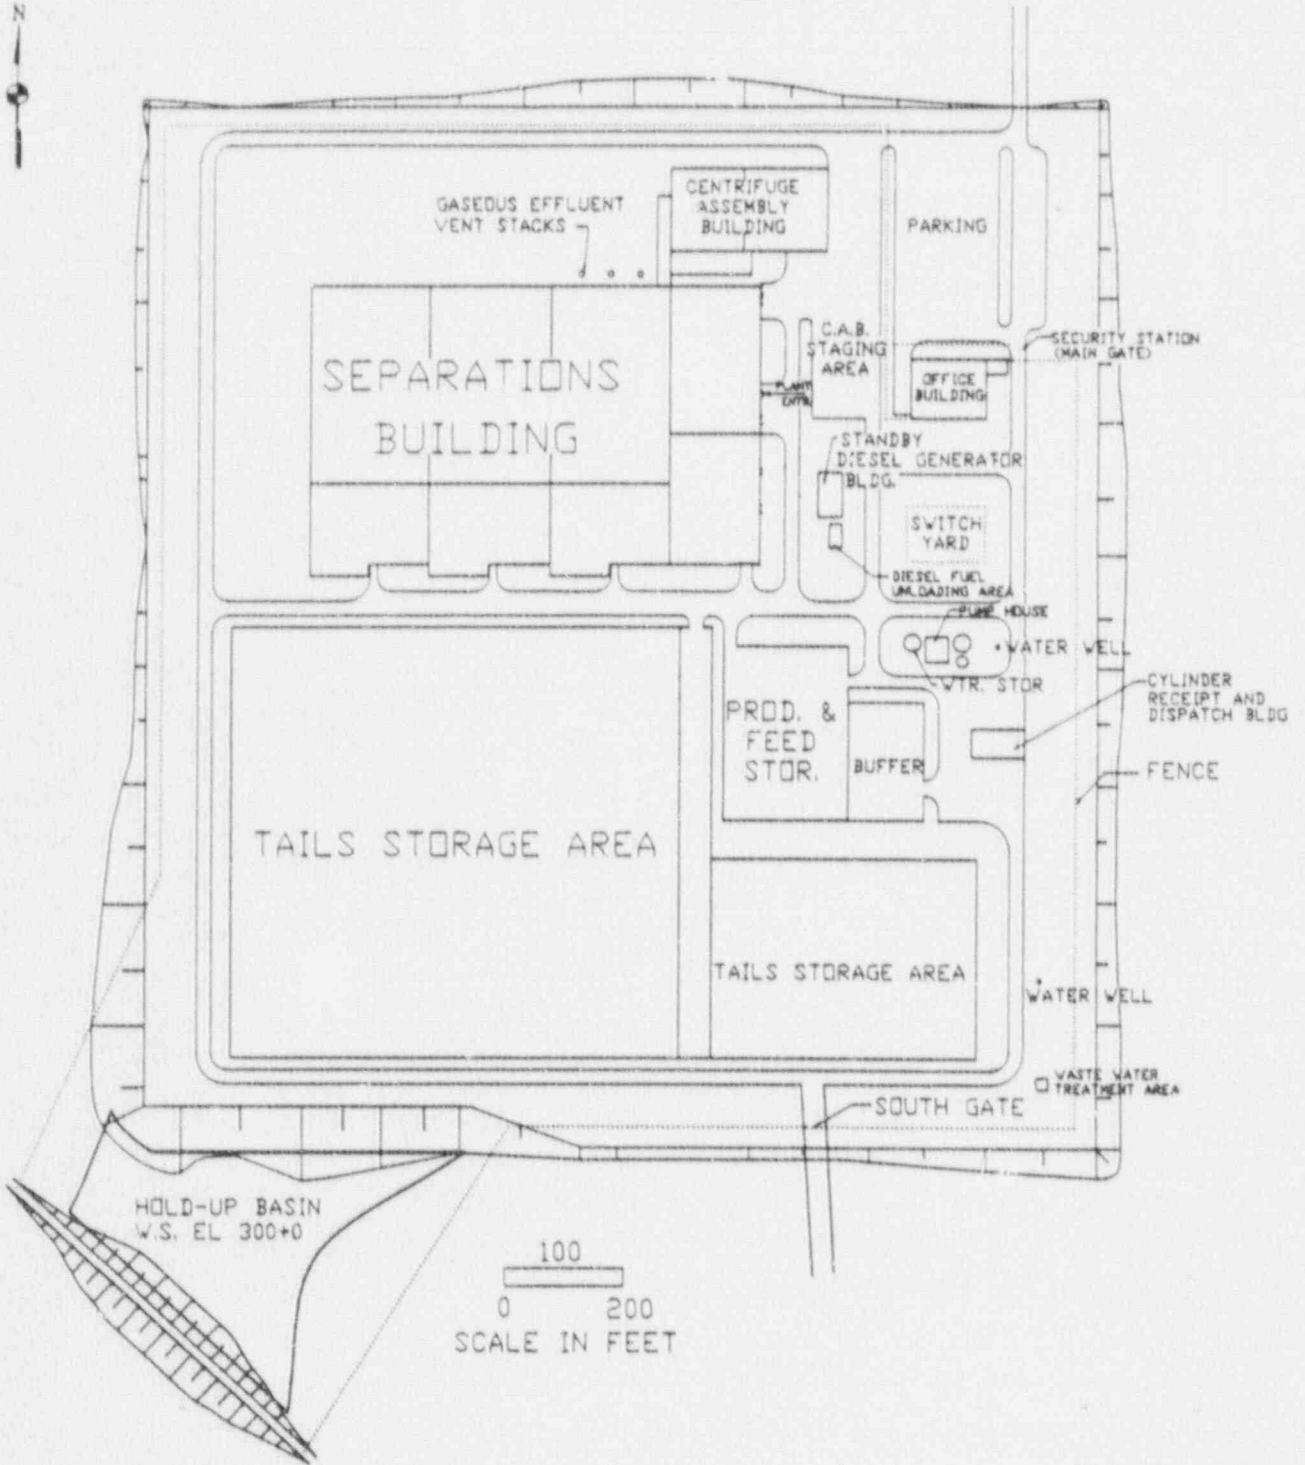 N
GASEOUS EFFLUENT
VENT STACKS
CENTRIFUGE
ASSEMBLY
BUILDING
PARKING
SEPARATIONS
BUILDING
C.A.B.
STAGING
AREA
SECURITY STATION
(MAIN GATE)
OFFICE
BUILDING
PLANT
STANDBY
DIESEL GENERATOR
BLDG.
SWITCH
YARD
DIESEL FUEL
UNLOADING AREA
PUMP HOUSE
WATER WELL
WTR. STOR
CYLINDER
RECEIPT AND
DISPATCH BLDG
PROD. &
FEED
STOR.
BUFFER
FENCE
TAILS STORAGE AREA
TAILS STORAGE AREA
WATER WELL
WASTE WATER
TREATMENT AREA
SOUTH GATE
HOLD-UP BASIN
W.S. EL 300+0
100
0 200
SCALE IN FEET